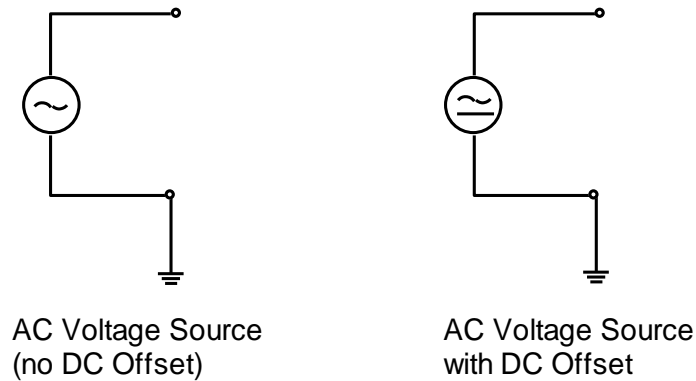 AC Voltage Source
(no DC Offset)
AC Voltage Source
with DC Offset